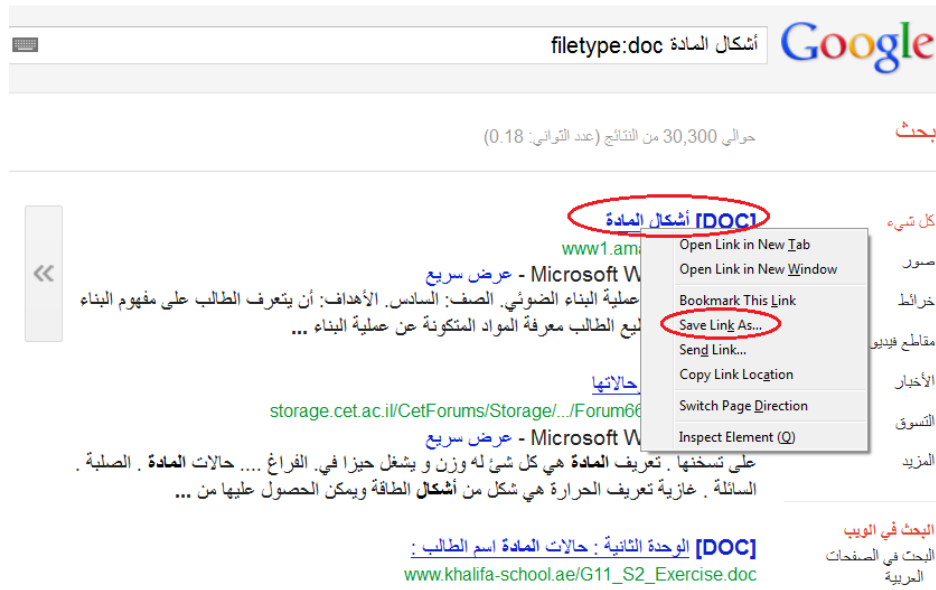 Google
أشكال المادة filetype:doc
بحث
حوالي 30,300 من النتائج (عدد الثواني: 0.18)
[DOC] أشكال المادة
www1.am
Microsoft W - عرض سريع
عملية البناء الضوئي. الصف: السادس. الأهداف: أن يتعرف الطالب على مفهوم البناء
يع الطالب معرفة المواد المتكونة عن عملية البناء ...
حالاتها
storage.cet.ac.il/CetForums/Storage/.../Forum66
Microsoft W - عرض سريع
على تسخنها . تعريف المادة هي كل شئ له وزن و يشغل حيزا في. الفراغ .... حالات المادة . الصلبة .
السائلة . غازية تعريف الحرارة هي شكل من أشكال الطاقة ويمكن الحصول عليها من ...
[DOC] الوحدة الثانية : حالات المادة اسم الطالب :
www.khalifa-school.ae/G11_S2_Exercise.doc
Open Link in New Tab
Open Link in New Window
Bookmark This Link
Save Link As...
Send Link...
Copy Link Location
Switch Page Direction
Inspect Element (Q)
كل شيء
صور
خرائط
مقاطع فيديو
الأخبار
التسوق
المزيد
البحث في الويب
البحث في الصفحات
العربية